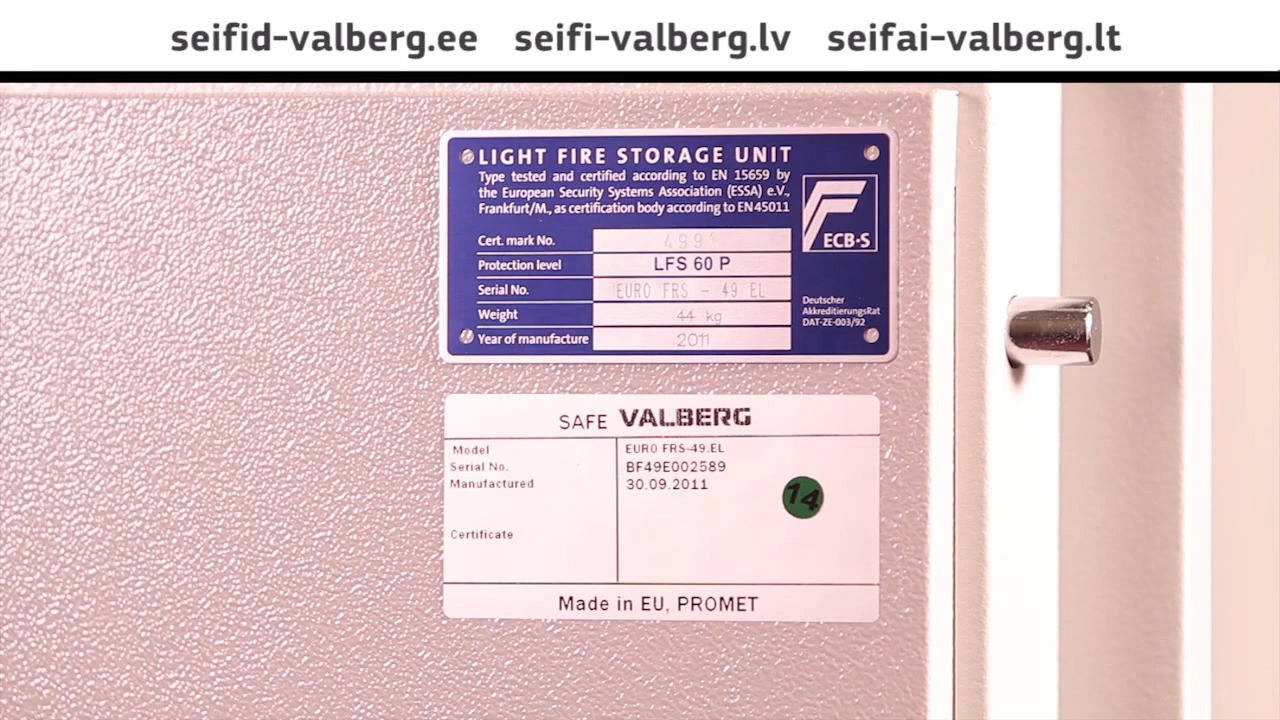 seifid-valberg.ee seifi-valberg.lv seifai-valberg.lt
LIGHT FIRE STORAGE UNIT
Type tested and certified according to EN 15659 by
the European Security Systems Association (ESSA) e.V.,
Frankfurt/M., as certification body according to EN45011
ECB·S
Cert. mark No. 4991
Protection level LFS 60 P
Serial No. EURO FRS - 49 EL
Weight 44 kg
Year of manufacture 2011
Deutscher
AkkreditierungsRat
DAT-ZE-003/92
SAFE VALBERG
Model EURO FRS-49.EL
Serial No. BF49E002589
Manufactured 30.09.2011
14
Certificate
Made in EU, PROMET